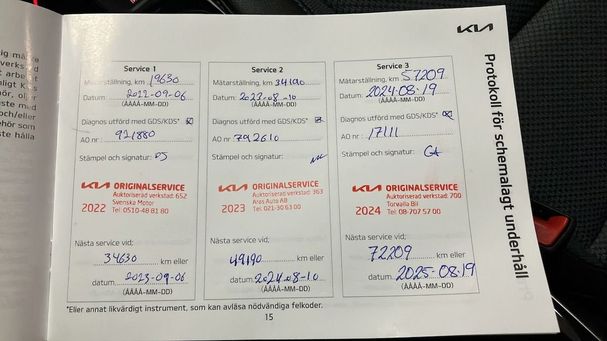 KIA
Protokoll för schemalagt underhåll
Service 1
Mätarställning, km 19630
Datum: 2022-09-06
(ÅÅÅÅ-MM-DD)
Diagnos utförd med GDS/KDS*
AO nr 921880
Stämpel och signatur:
KIA ORIGINALSERVICE
Auktoriserad verkstad: 652
Svenska Motor
2022 Tel: 0510-48 81 80
Nästa service vid;
34630 km eller
datum 2023-09-06
(ÅÅÅÅ-MM-DD)
Service 2
Mätarställning, km 34190
Datum: 2023-08-10
(ÅÅÅÅ-MM-DD)
Diagnos utförd med GDS/KDS*
AO nr 792610
Stämpel och signatur:
KIA ORIGINALSERVICE
Auktoriserad verkstad: 363
Aros Auto AB
2023 Tel: 021-30 63 00
Nästa service vid;
49190 km eller
datum 2024-08-10
(ÅÅÅÅ-MM-DD)
Service 3
Mätarställning, km 57209
Datum: 2024-08-19
(ÅÅÅÅ-MM-DD)
Diagnos utförd med GDS/KDS*
AO nr: 17111
Stämpel och signatur: GA
KIA ORIGINALSERVICE
Auktoriserad verkstad: 700
Torvalla Bil
2024 Tel: 08-707 57 00
Nästa service vid;
72209 km eller
datum. 2025-08-19
(ÅÅÅÅ-MM-DD)
*Eller annat likvärdigt instrument, som kan avläsa nödvändiga felkoder.
15